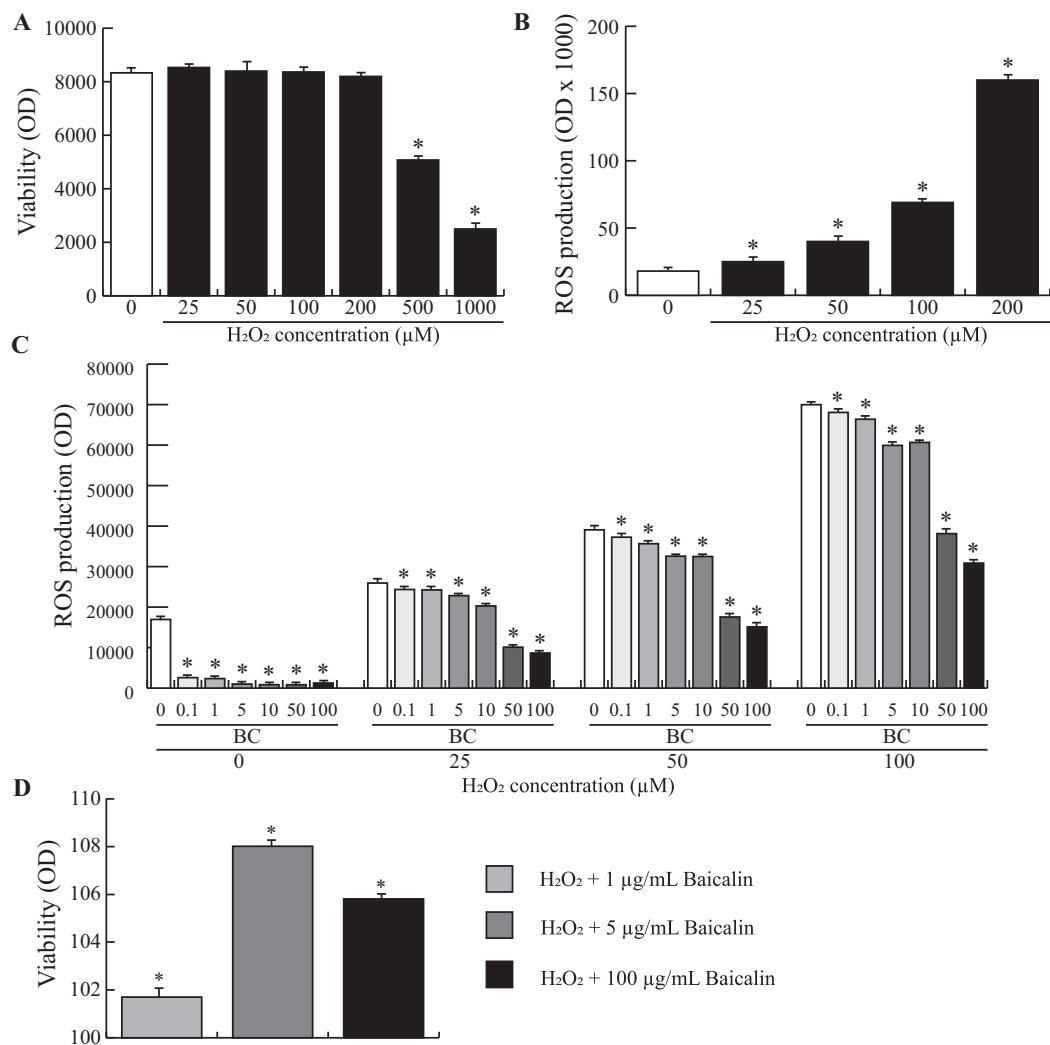 A
Viability (OD)
10000
8000
6000
4000
2000
0
* *
0 25 50 100 200 500 1000
H₂O₂ concentration (µM)
B
ROS production (OD x 1000)
200
150
100
50
0
* * * *
0 25 50 100 200
H₂O₂ concentration (µM)
C
ROS production (OD)
80000
70000
60000
50000
40000
30000
20000
10000
0
* * * * * *
* * * * * *
* * * * * *
* * * * * *
0 0.1 1 5 10 50 100 0 0.1 1 5 10 50 100 0 0.1 1 5 10 50 100 0 0.1 1 5 10 50 100
BC BC BC BC
0 25 50 100
H₂O₂ concentration (µM)
D
Viability (OD)
110
108
106
104
102
100
* * *
H₂O₂ + 1 µg/mL Baicalin
H₂O₂ + 5 µg/mL Baicalin
H₂O₂ + 100 µg/mL Baicalin